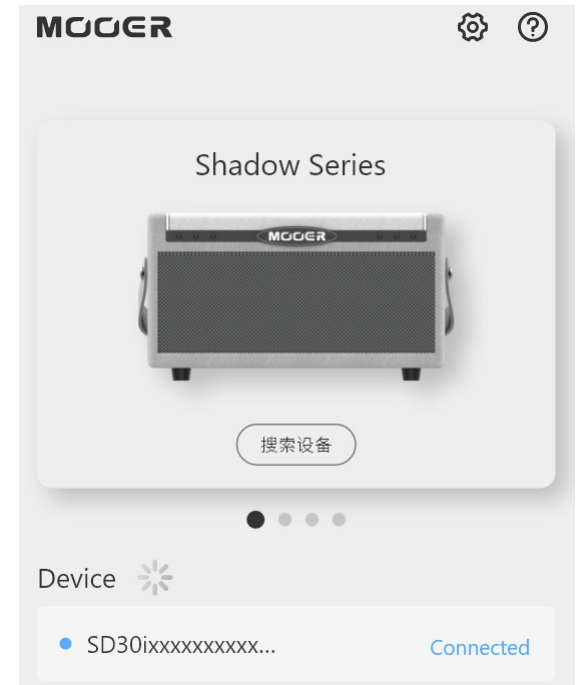 MOOER
Shadow Series
MOOER
搜索设备
Device
SD30ixxxxxxxxxx...
Connected